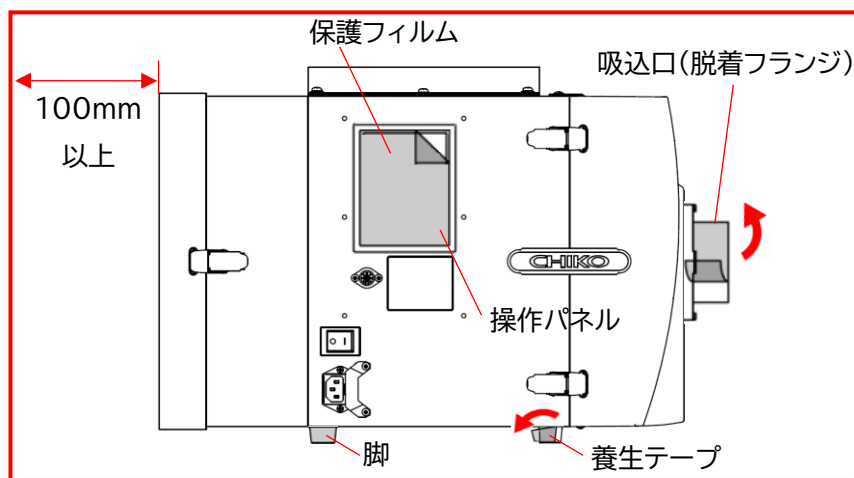 保護フィルム
吸込口(脱着フランジ)
100mm
以上
CHIKO
操作パネル
脚
養生テープ